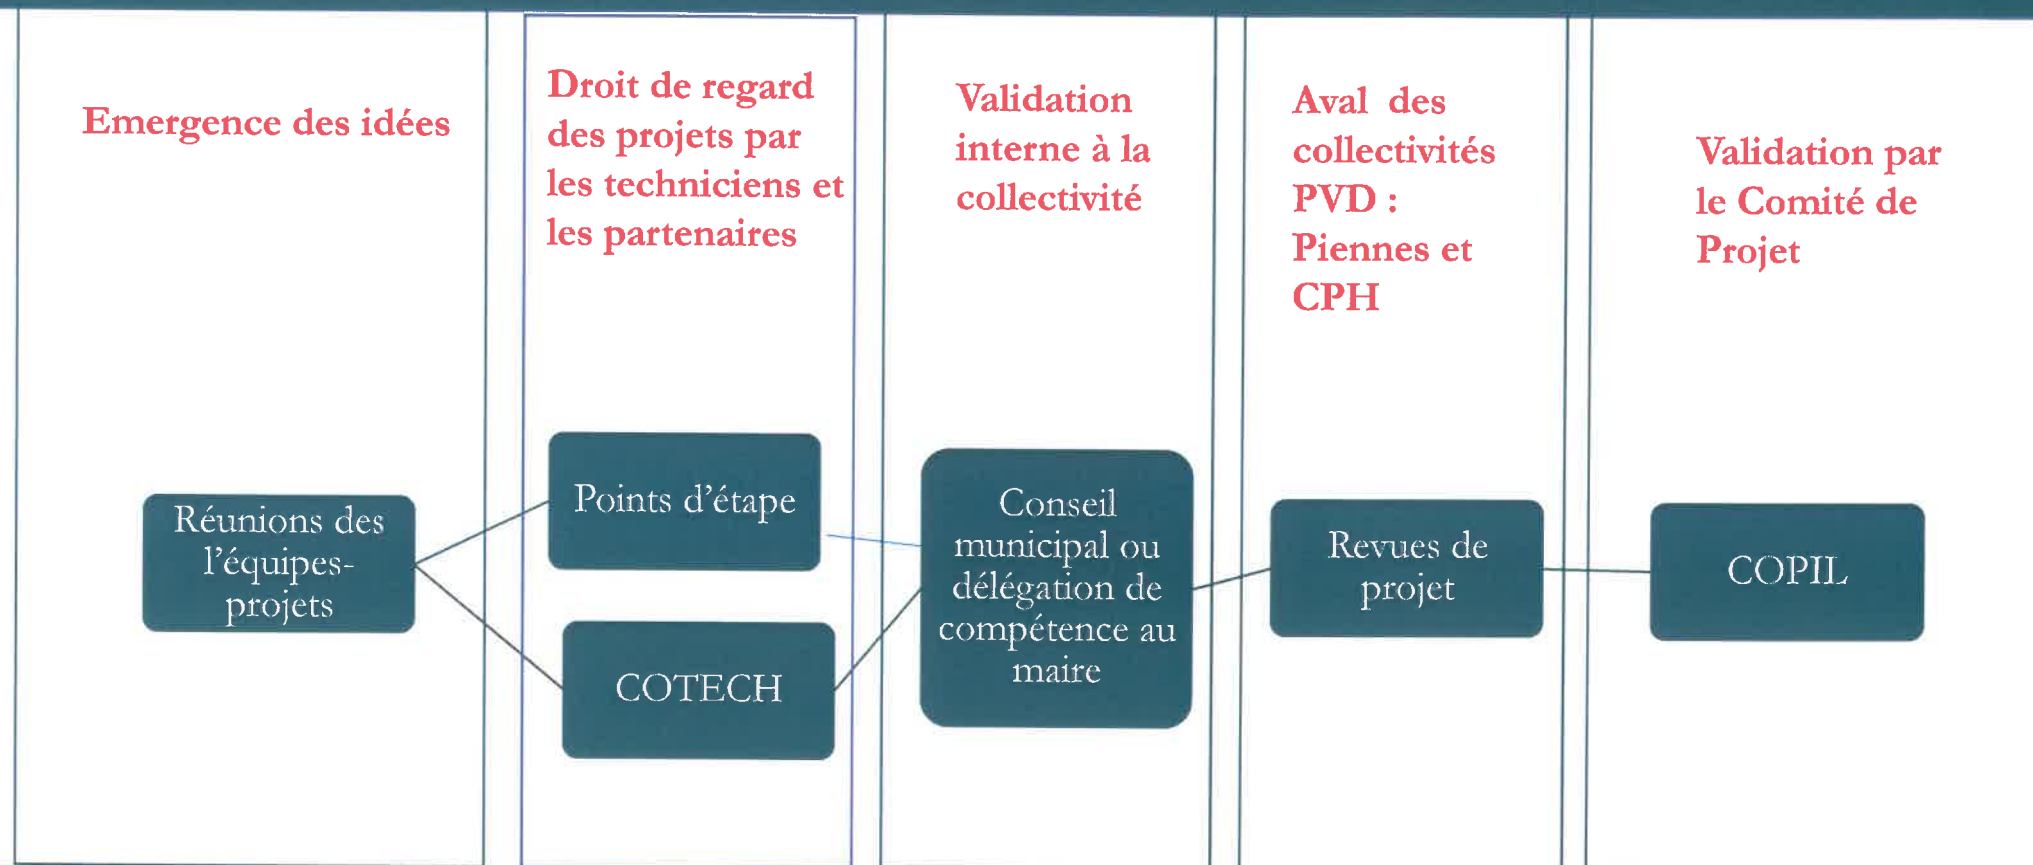 Emergence des idées
Droit de regard
des projets par
les techniciens et
les partenaires
Validation
interne à la
collectivité
Aval des
collectivités
PVD :
Piennes et
CPH
Validation par
le Comité de
Projet
Réunions des
l'équipes-
projets
Points d'étape
COTECH
Conseil
municipal ou
délégation de
compétence au
maire
Revues de
projet
COPIL